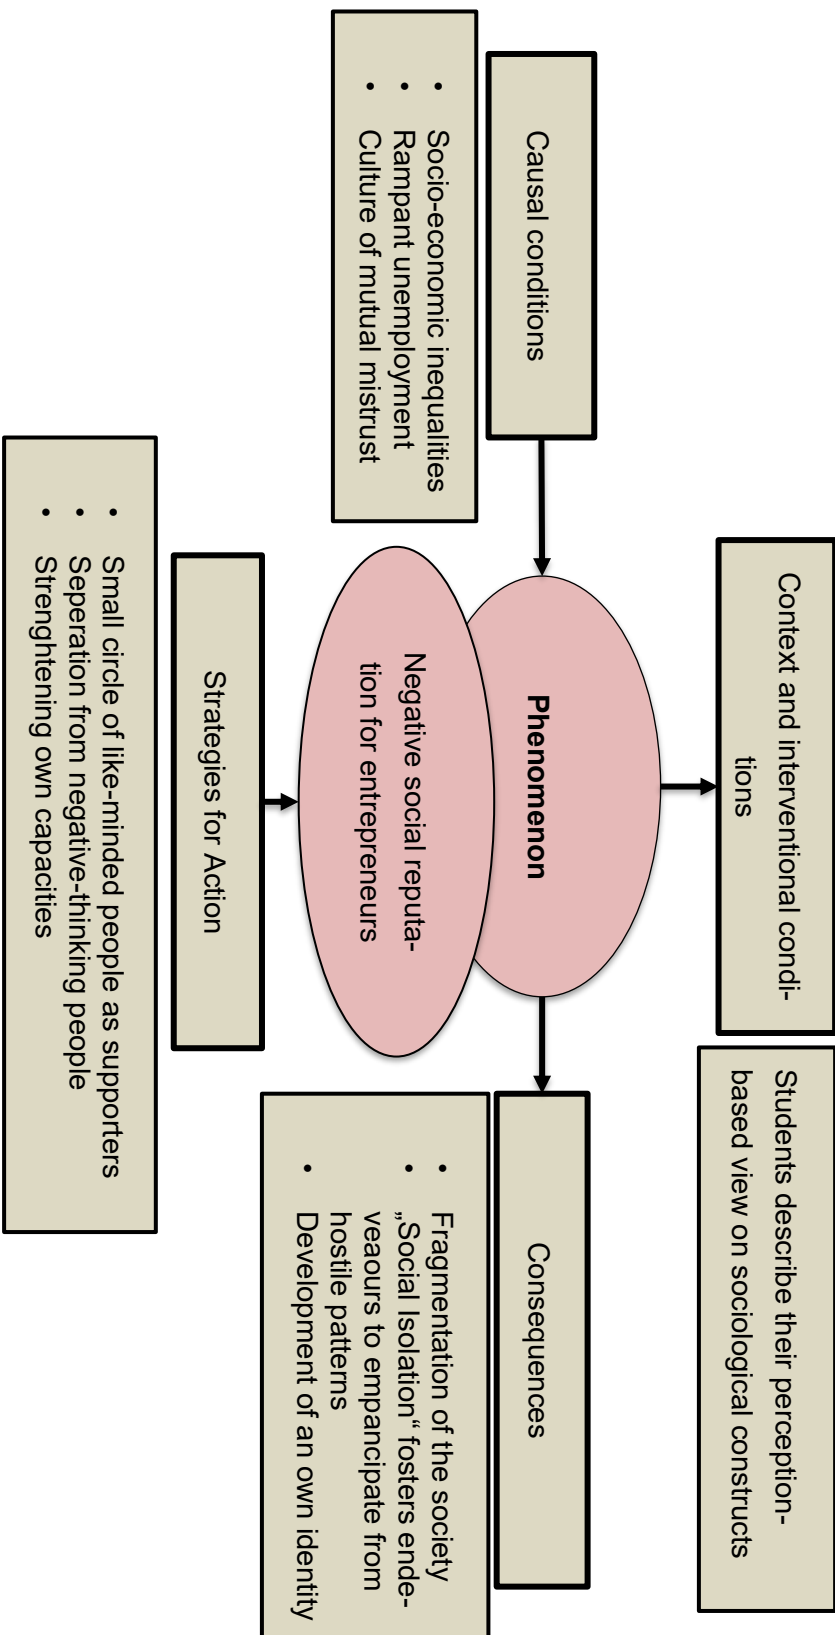 Context and interventional condi-
tions
Students describe their perception-
based view on sociological constructs
Causal conditions
• Socio-economic inequalities
• Rampant unemployment
• Culture of mutual mistrust
Phenomenon
Negative social reputa-
tion for entrepreneurs
Consequences
• Fragmentation of the society
• „Social Isolation“ fosters ende-
veaours to empancipate from
hostile patterns
• Development of an own identity
Strategies for Action
• Small circle of like-minded people as supporters
• Seperation from negative-thinking people
• Strenghtening own capacities